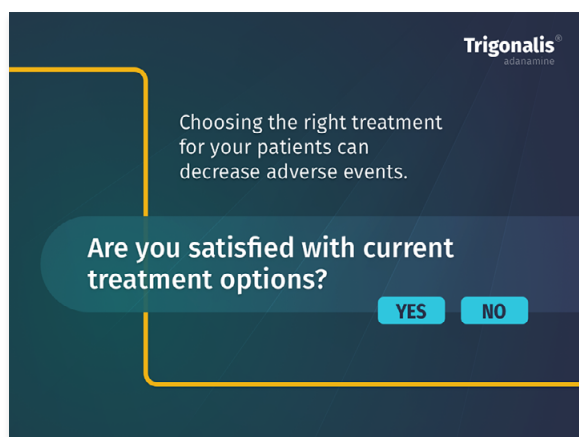 Trigonalis®
adanamine
Choosing the right treatment
for your patients can
decrease adverse events.
Are you satisfied with current
treatment options?
YES NO